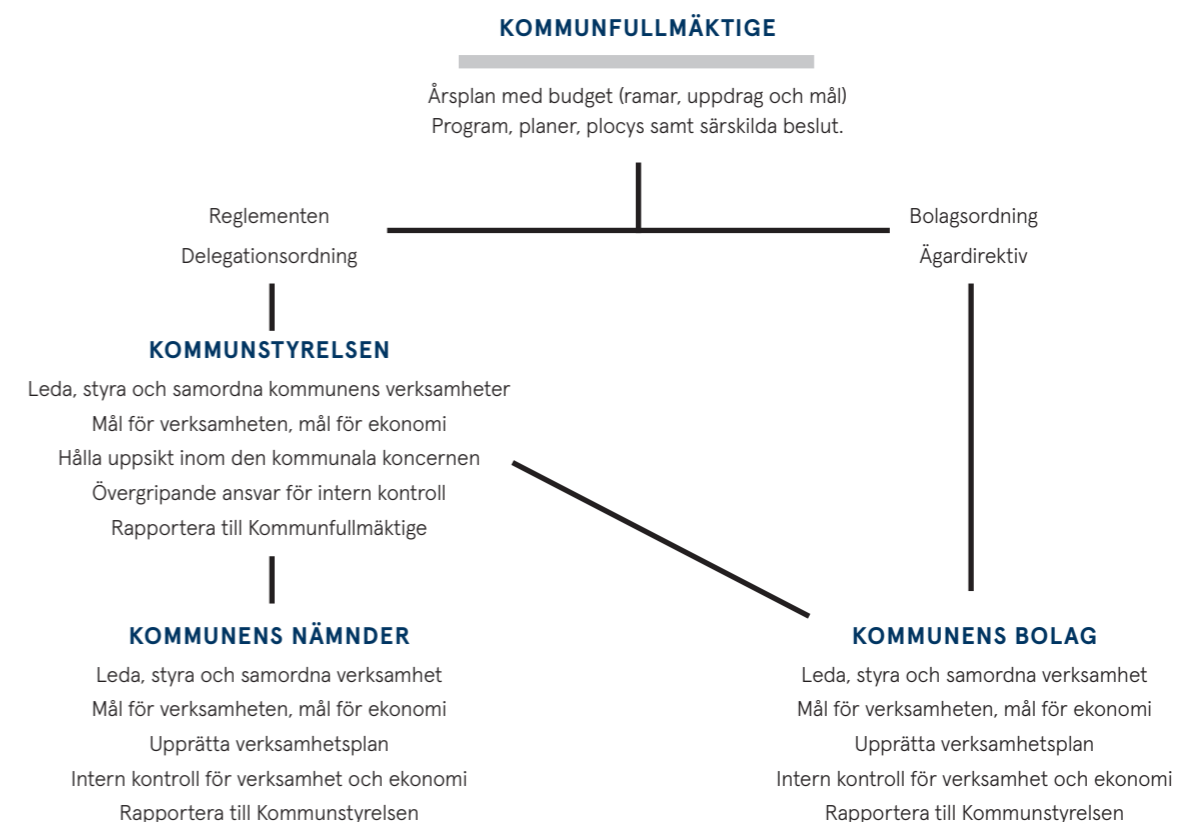 KOMMUNFULLMÄKTIGE
Årsplan med budget (ramar, uppdrag och mål)
Program, planer, plocys samt särskilda beslut.
Reglementen
Delegationsordning
Bolagsordning
Ägardirektiv
KOMMUNSTYRELSEN
Leda, styra och samordna kommunens verksamheter
Mål för verksamheten, mål för ekonomi
Hålla uppsikt inom den kommunala koncernen
Övergripande ansvar för intern kontroll
Rapportera till Kommunfullmäktige
KOMMUNENS NÄMNDER
Leda, styra och samordna verksamhet
Mål för verksamheten, mål för ekonomi
Upprätta verksamhetsplan
Intern kontroll för verksamhet och ekonomi
Rapportera till Kommunstyrelsen
KOMMUNENS BOLAG
Leda, styra och samordna verksamhet
Mål för verksamheten, mål för ekonomi
Upprätta verksamhetsplan
Intern kontroll för verksamhet och ekonomi
Rapportera till Kommunstyrelsen